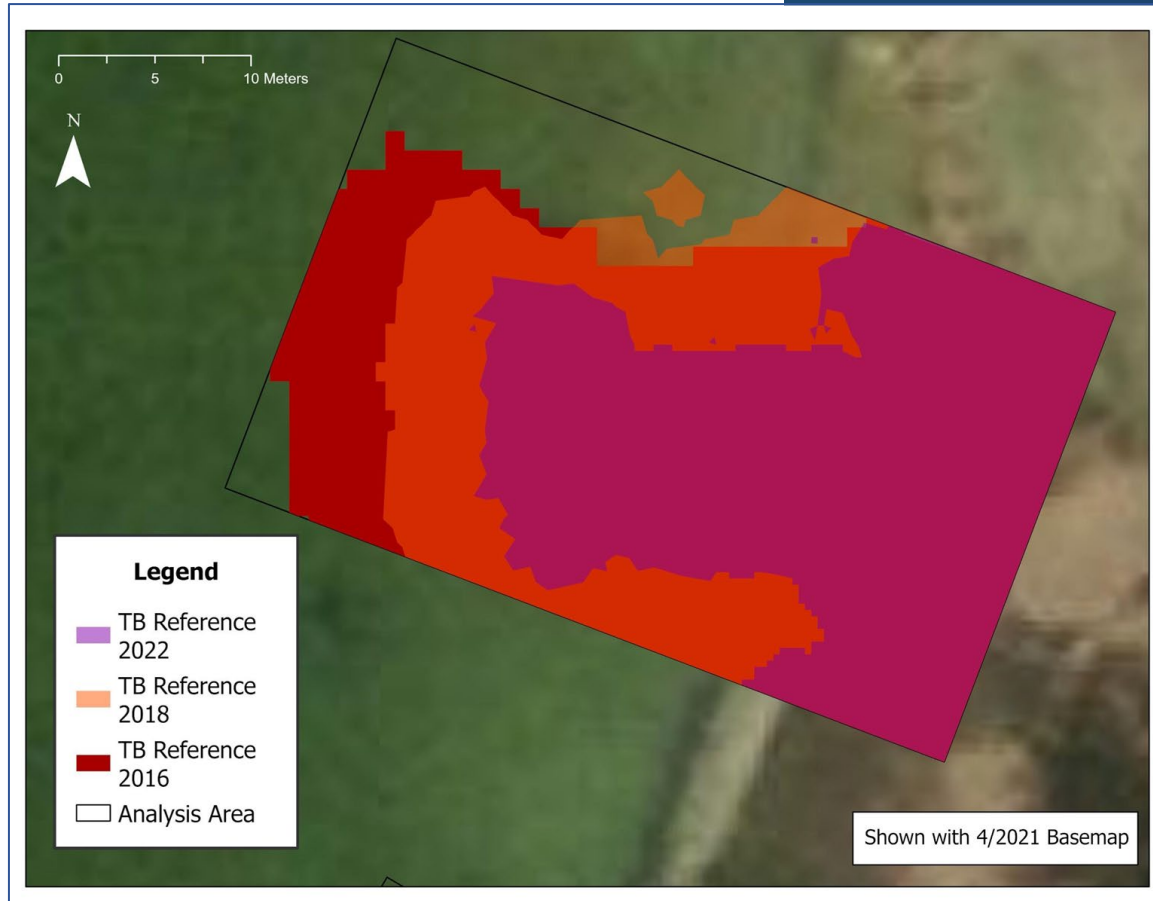 0 5 10 Meters
N
Legend
TB Reference
2022
TB Reference
2018
TB Reference
2016
Analysis Area
Shown with 4/2021 Basemap